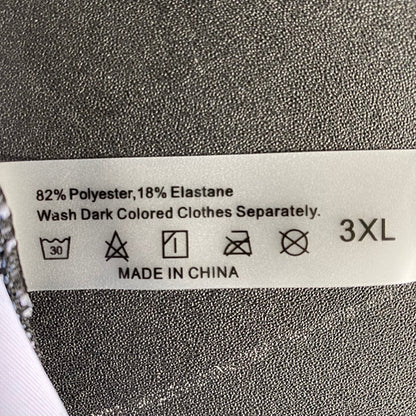 82% Polyester,18% Elastane
Wash Dark Colored Clothes Separately.
30
3XL
MADE IN CHINA